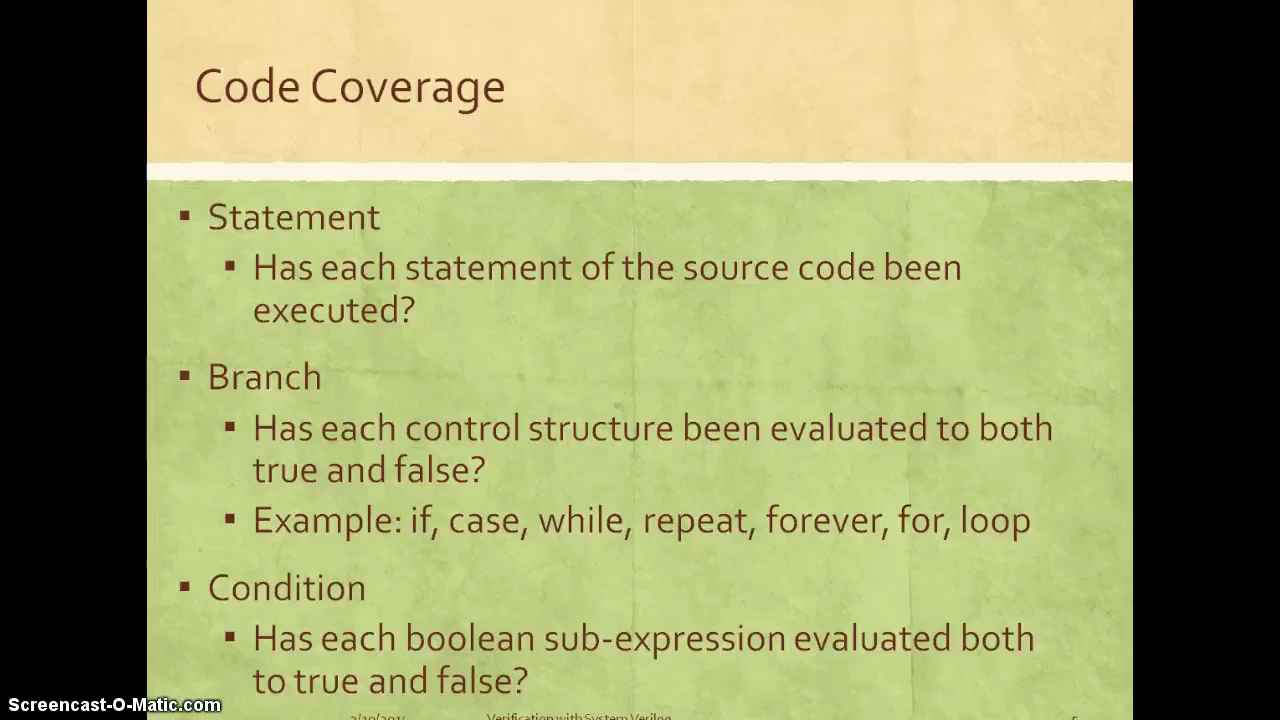 Code Coverage
▪ Statement
▪ Has each statement of the source code been
executed?
▪ Branch
▪ Has each control structure been evaluated to both
true and false?
▪ Example: if, case, while, repeat, forever, for, loop
▪ Condition
▪ Has each boolean sub-expression evaluated both
to true and false?
Screencast-O-Matic.com
Verification with System Verilog